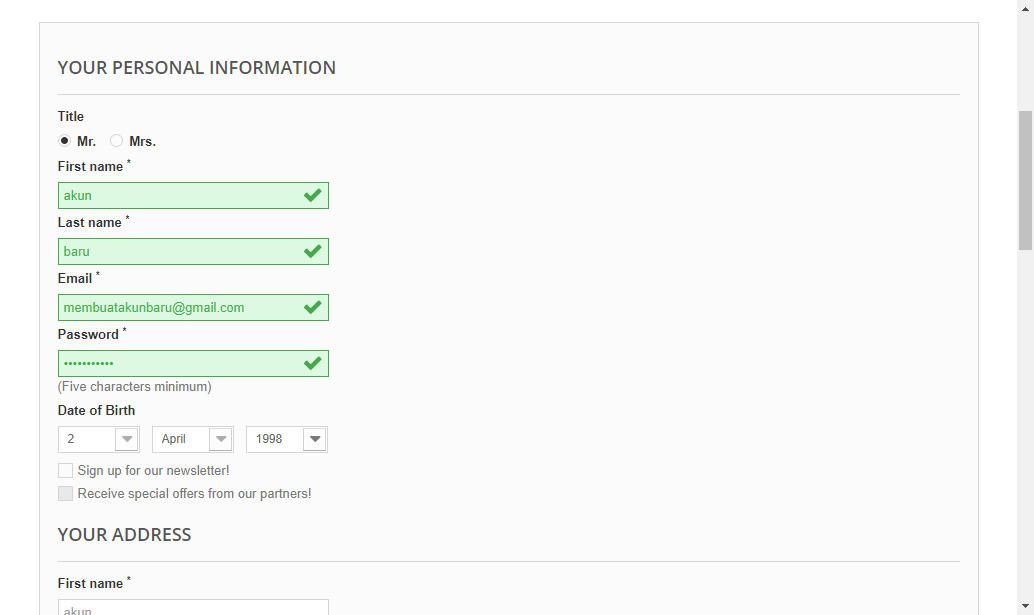 YOUR PERSONAL INFORMATION
Title
Mr. Mrs.
First name *
akun
Last name *
baru
Email *
membuatakunbaru@gmail.com
Password *
•••••••••••
(Five characters minimum)
Date of Birth
2 April 1998
Sign up for our newsletter!
Receive special offers from our partners!
YOUR ADDRESS
First name *
akun